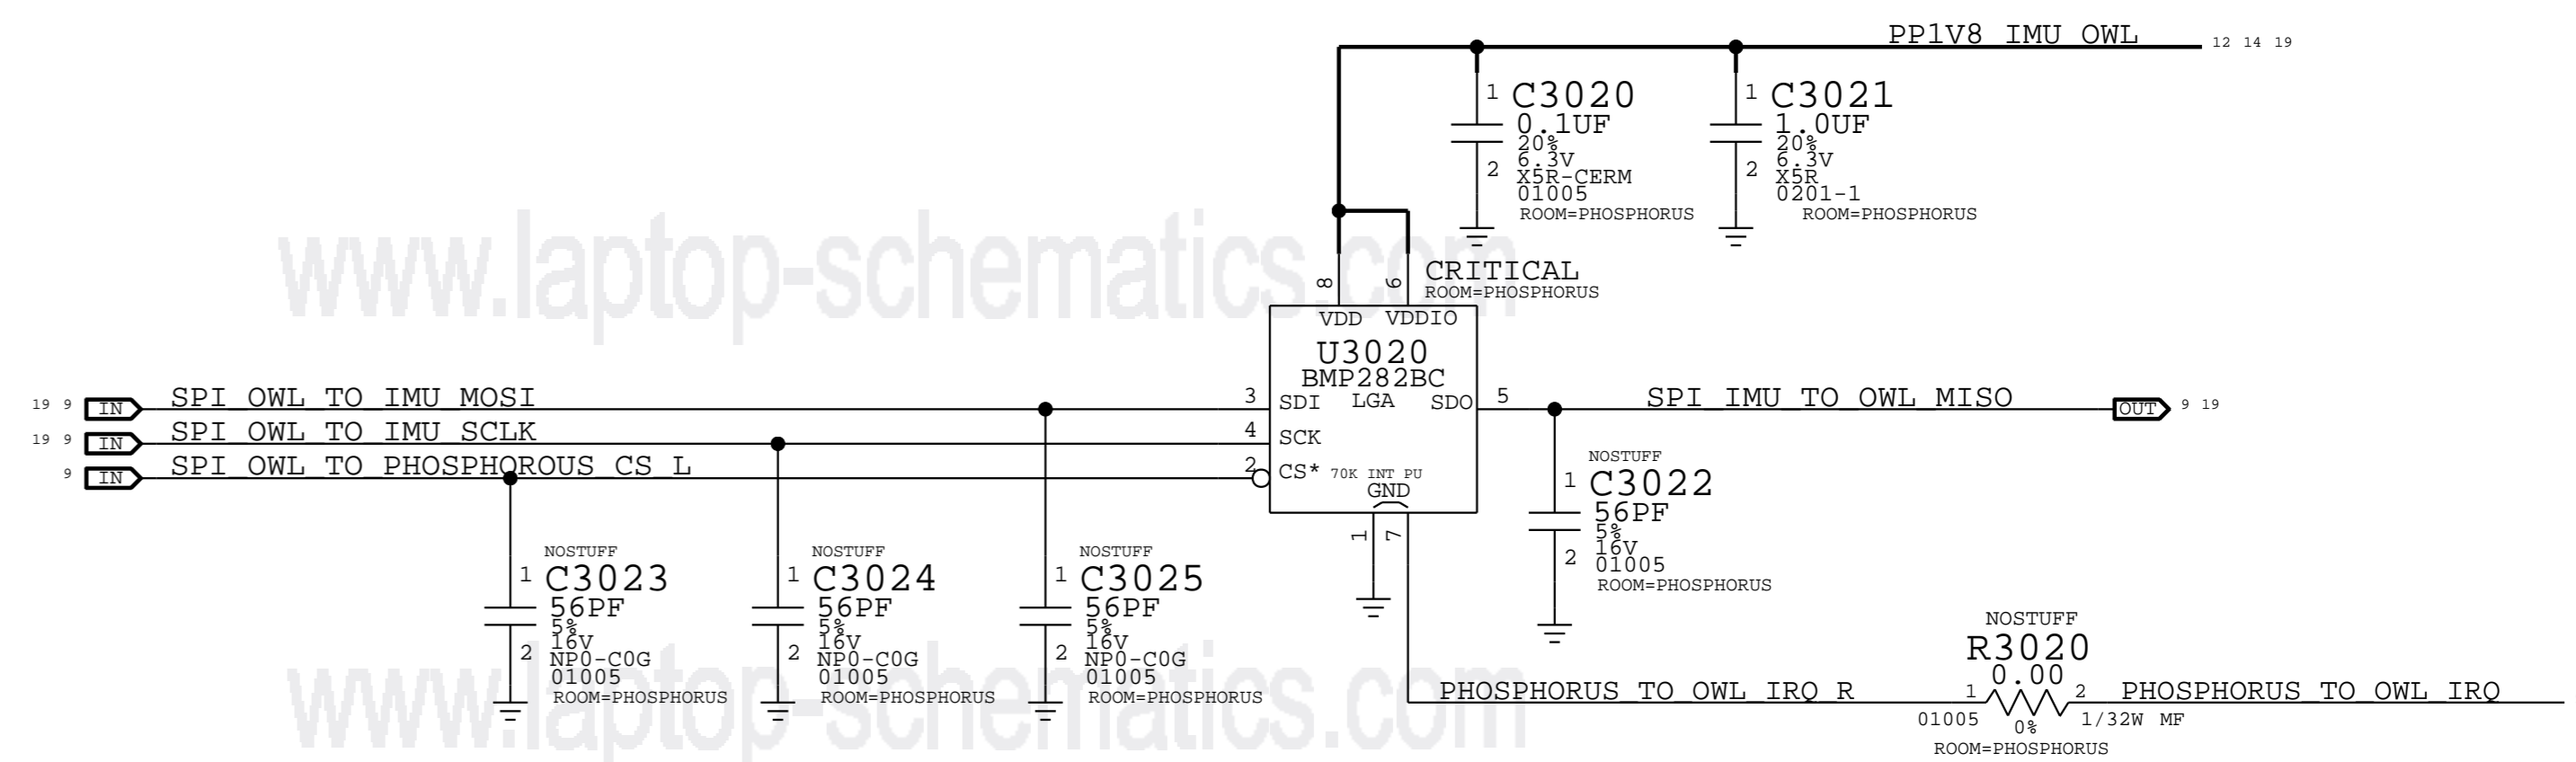 PP1V8_IMU_OWL 12 14 19
1 C3020
0.1UF
20%
6.3V
2 X5R-CERM
01005
ROOM=PHOSPHORUS
1 C3021
1.0UF
20%
6.3V
2 X5R
0201-1
ROOM=PHOSPHORUS
www.laptop-schematics.com
CRITICAL
ROOM=PHOSPHORUS
8 6
VDD VDDIO
U3020
BMP282BC
LGA
19 9 IN SPI_OWL_TO_IMU_MOSI 3 SDI
19 9 IN SPI_OWL_TO_IMU_SCLK 4 SCK
9 IN SPI_OWL_TO_PHOSPHOROUS_CS_L 2 CS* 70K INT PU
GND
1 7
SDO 5 SPI_IMU_TO_OWL_MISO OUT 9 19
NOSTUFF
1 C3022
56PF
5%
16V
2 01005
ROOM=PHOSPHORUS
NOSTUFF
1 C3023
56PF
5%
16V
2 NP0-C0G
01005
ROOM=PHOSPHORUS
NOSTUFF
1 C3024
56PF
5%
16V
2 NP0-C0G
01005
ROOM=PHOSPHORUS
NOSTUFF
1 C3025
56PF
5%
16V
2 NP0-C0G
01005
ROOM=PHOSPHORUS
www.laptop-schematics.com
NOSTUFF
R3020
0.00
PHOSPHORUS_TO_OWL_IRQ_R 1 2 PHOSPHORUS_TO_OWL_IRQ
01005 0% 1/32W MF
ROOM=PHOSPHORUS